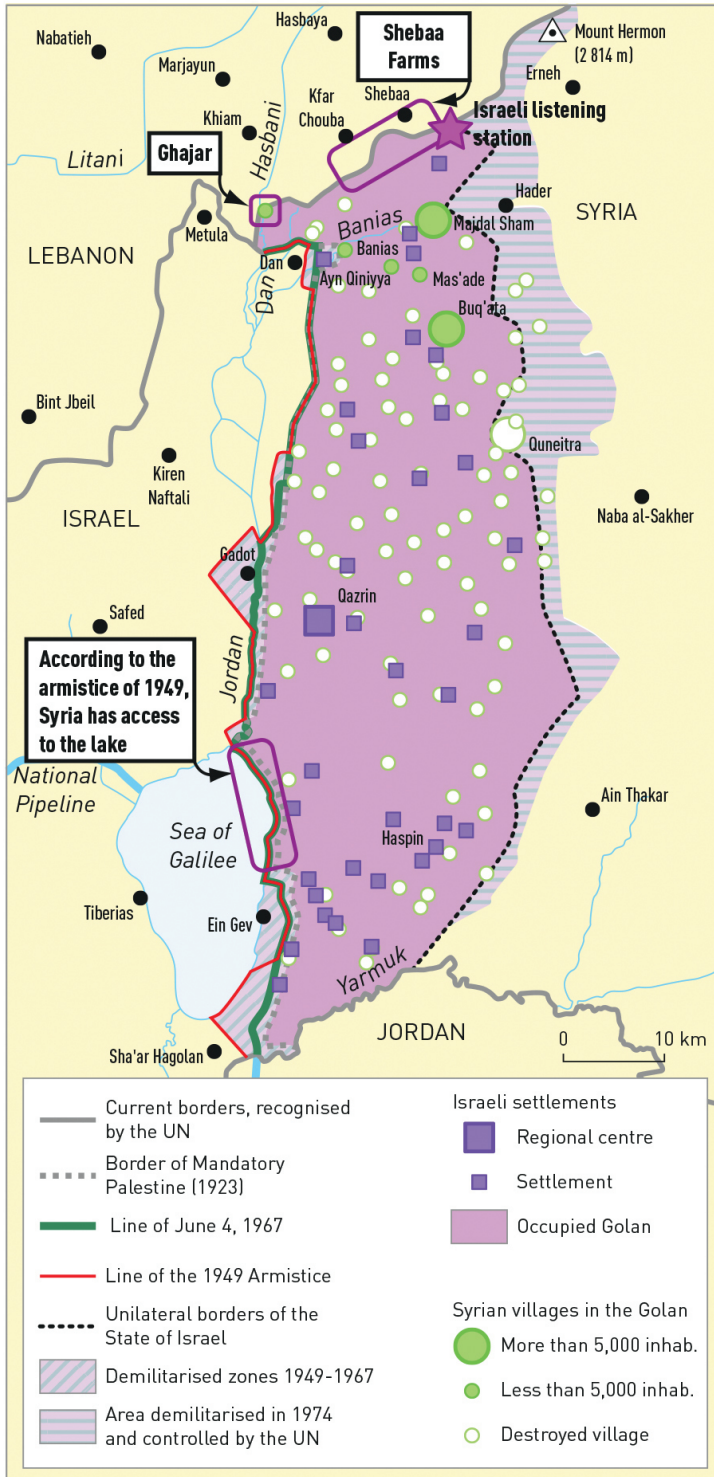 Hasbaya
Nabatieh
Marjayun
Shebaa
Farms
Mount Hermon
(2 814 m)
Erneh
Shebaa
Kfar
Chouba
Israeli listening
station
Khiam
Hasbani
Litani
Ghajar
Hader
SYRIA
Metula
Banias
Majdal Sham
LEBANON
Dan
Dan
Banias
Ayn Qiniyya
Mas'ade
Buq'ata
Bint Jbeil
Quneitra
Kiren
Naftali
Naba al-Sakher
ISRAEL
Gadot
Qazrin
Safed
According to the
armistice of 1949,
Syria has access
to the lake
Jordan
National
Pipeline
Ain Thakar
Sea of
Galilee
Haspin
Tiberias
Ein Gev
Yarmuk
JORDAN
Sha'ar Hagolan
0 10 km
Current borders, recognised
by the UN
Border of Mandatory
Palestine (1923)
Line of June 4, 1967
Line of the 1949 Armistice
Unilateral borders of the
State of Israel
Demilitarised zones 1949-1967
Area demilitarised in 1974
and controlled by the UN
Israeli settlements
Regional centre
Settlement
Occupied Golan
Syrian villages in the Golan
More than 5,000 inhab.
Less than 5,000 inhab.
Destroyed village